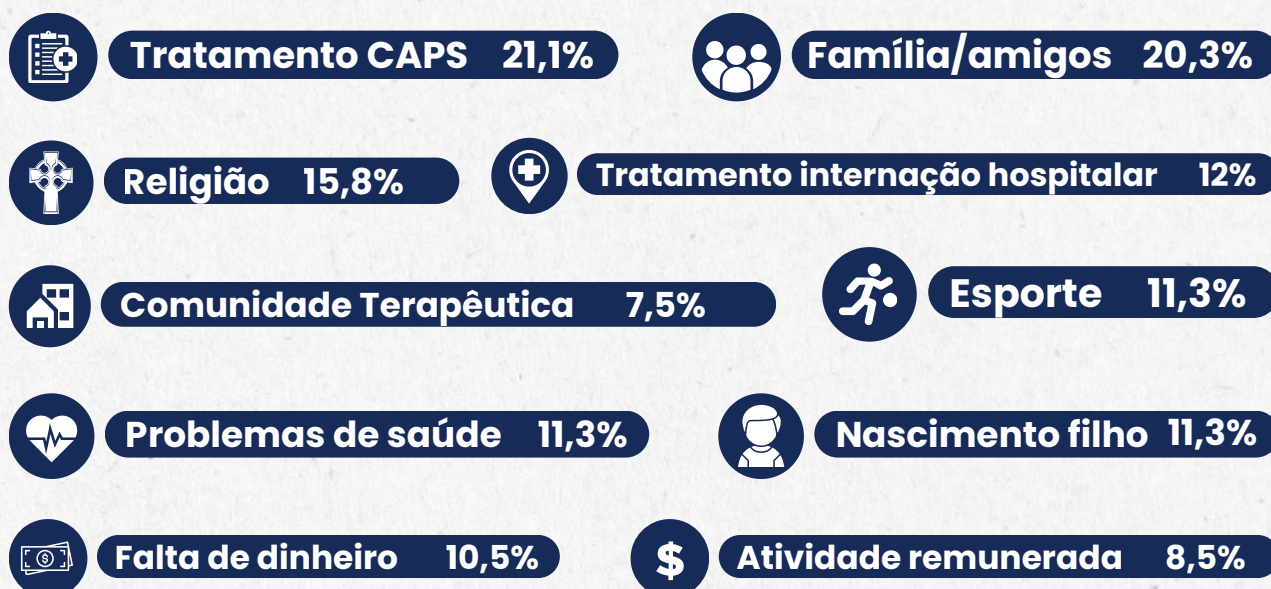 Tratamento CAPS 21,1%
Família/amigos 20,3%
Religião 15,8%
Tratamento internação hospitalar 12%
Comunidade Terapêutica 7,5%
Esporte 11,3%
Problemas de saúde 11,3%
Nascimento filho 11,3%
Falta de dinheiro 10,5%
$
Atividade remunerada 8,5%